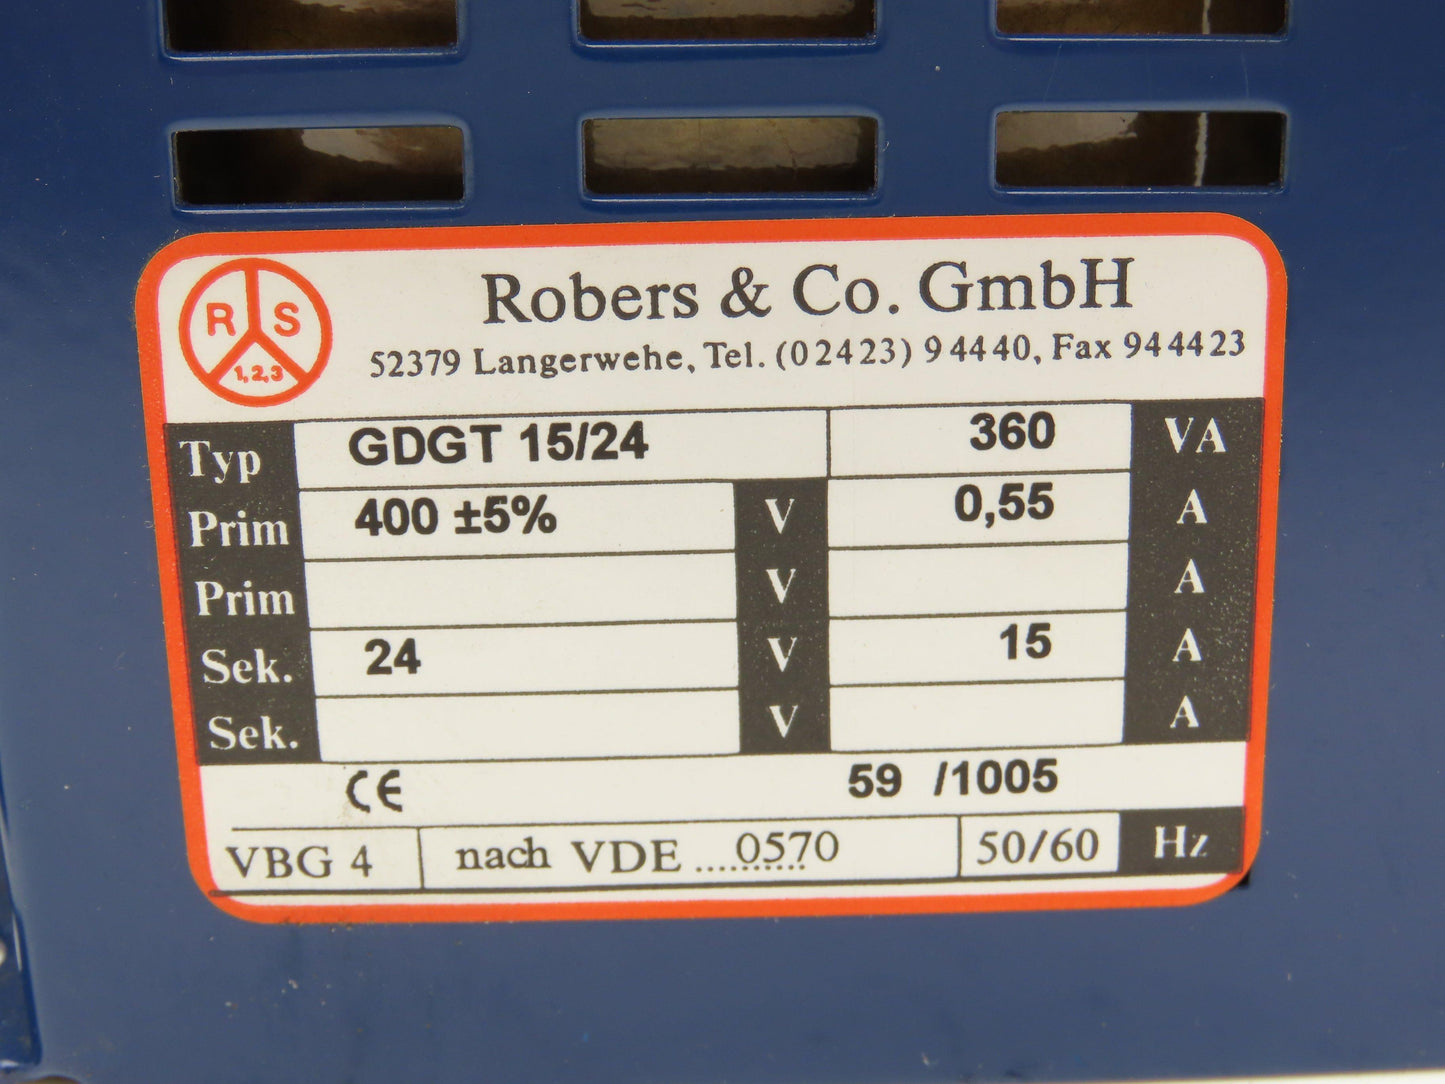 R S
1,2,3
Robers & Co. GmbH
52379 Langerwehe, Tel. (02423) 94440, Fax 944423
Typ GDGT 15/24 360 VA
Prim 400 ±5% V 0,55 A
Prim V A
Sek. 24 V 15 A
Sek. V A
CE 59 /1005
VBG 4 nach VDE ....0570 50/60 Hz